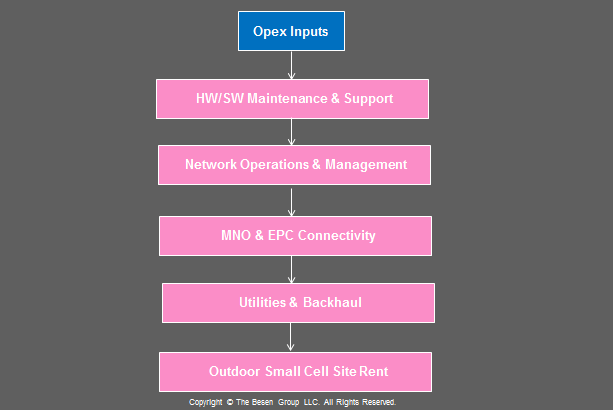 Opex Inputs
HW/SW Maintenance & Support
Network Operations & Management
MNO & EPC Connectivity
Utilities & Backhaul
Outdoor Small Cell Site Rent
Copyright © The Besen Group LLC. All Rights Reserved.